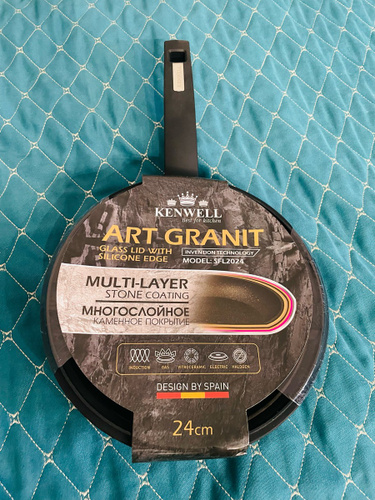 KENWELL
Best for kitchen
ART GRANIT
GLASS LID WITH
SILICONE EDGE
INVENTION TECHNOLOGY
MODEL: SFL2024
MULTI-LAYER
STONE COATING
МНОГОСЛОЙНОЕ
КАМЕННОЕ ПОКРЫТИЕ
INDUCTION GAS VITROCERAMIK ELECTRIC HALOGEN
DESIGN BY SPAIN
24cm